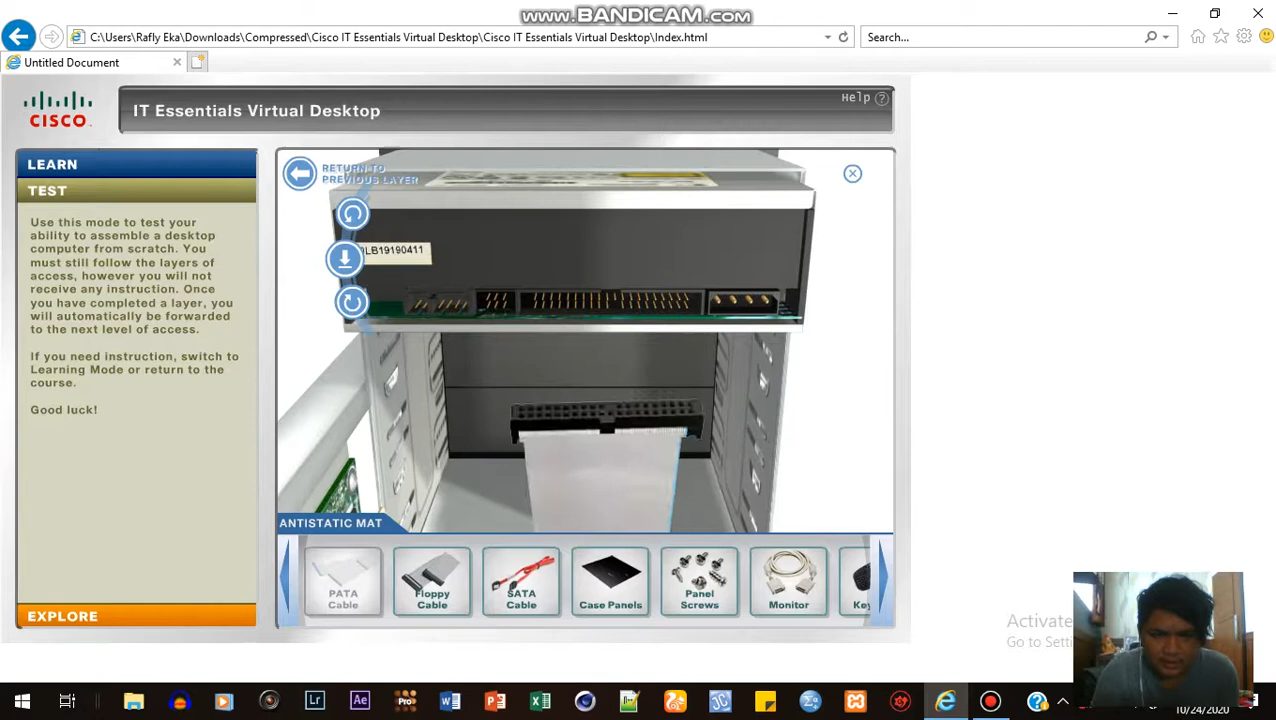 www.BANDICAM.com
C:\Users\Rafly Eka\Downloads\Compressed\Cisco IT Essentials Virtual Desktop\Cisco IT Essentials Virtual Desktop\Index.html
Search...
Untitled Document
CISCO
IT Essentials Virtual Desktop
Help ?
LEARN
TEST
Use this mode to test your
ability to assemble a desktop
computer from scratch. You
must still follow the layers of
access, however you will not
receive any instruction. Once
you have completed a layer, you
will automatically be forwarded
to the next level of access.
If you need instruction, switch to
Learning Mode or return to the
course.
Good luck!
EXPLORE
RETURN TO
PREVIOUS LAYER
LB19190411
ANTISTATIC MAT
PATA
Cable
Floppy
Cable
SATA
Cable
Case Panels
Panel
Screws
Monitor
Ke
Activate
Go to Setti
Lr
Ae
Pro
JC
10/24/2020